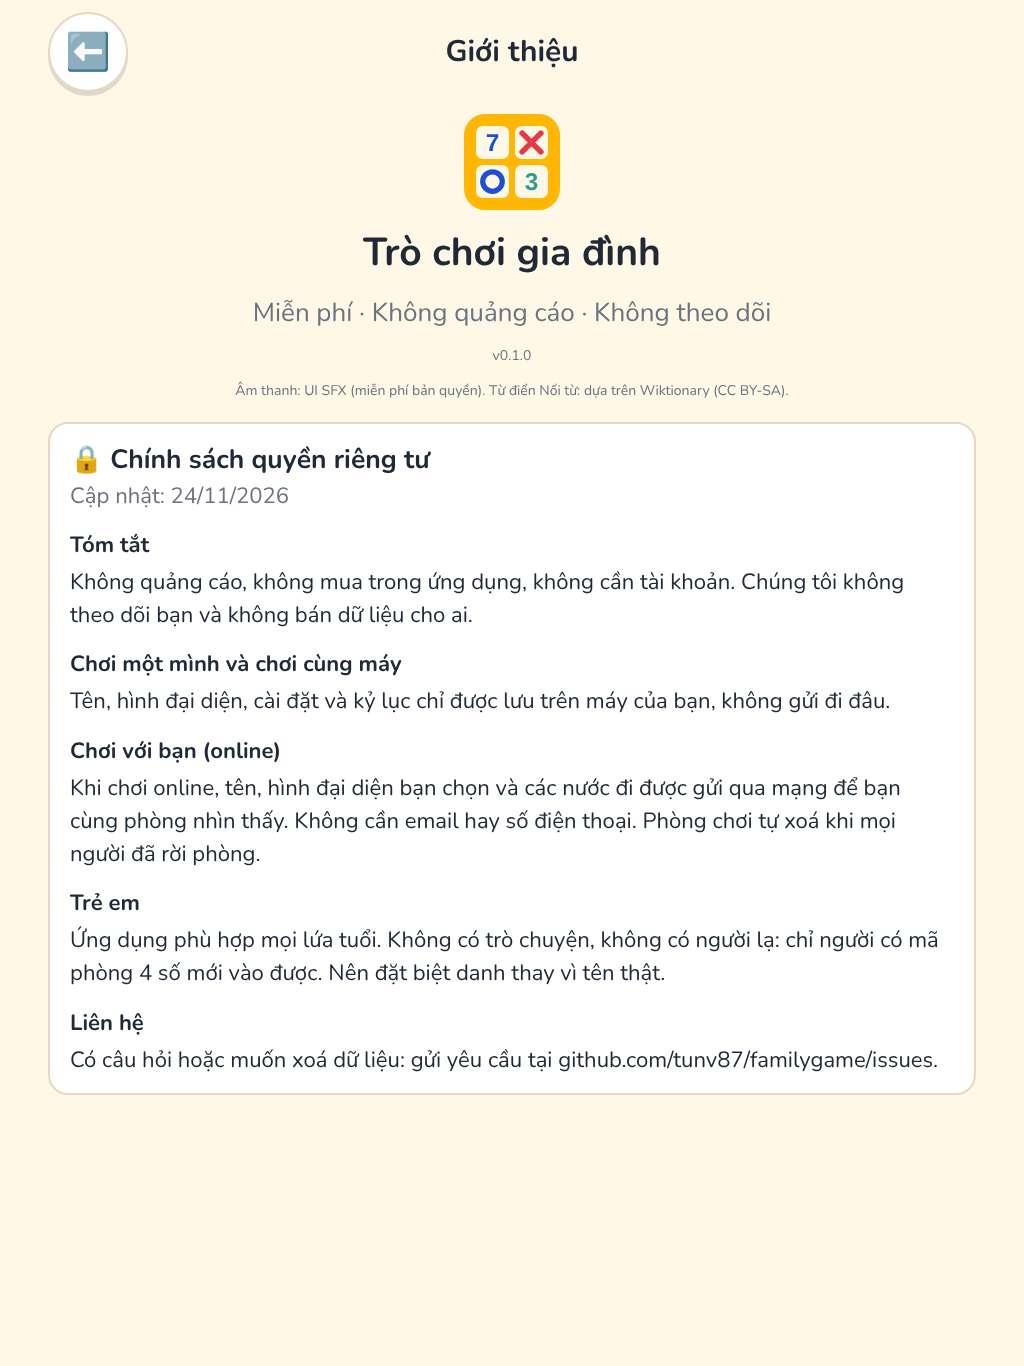 Giới thiệu
7
3
Trò chơi gia đình
Miễn phí · Không quảng cáo · Không theo dõi
v0.1.0
Âm thanh: UI SFX (miễn phí bản quyền). Từ điển Nối từ: dựa trên Wiktionary (CC BY-SA).
🔒 Chính sách quyền riêng tư
Cập nhật: 24/11/2026
Tóm tắt
Không quảng cáo, không mua trong ứng dụng, không cần tài khoản. Chúng tôi không
theo dõi bạn và không bán dữ liệu cho ai.
Chơi một mình và chơi cùng máy
Tên, hình đại diện, cài đặt và kỷ lục chỉ được lưu trên máy của bạn, không gửi đi đâu.
Chơi với bạn (online)
Khi chơi online, tên, hình đại diện bạn chọn và các nước đi được gửi qua mạng để bạn
cùng phòng nhìn thấy. Không cần email hay số điện thoại. Phòng chơi tự xoá khi mọi
người đã rời phòng.
Trẻ em
Ứng dụng phù hợp mọi lứa tuổi. Không có trò chuyện, không có người lạ: chỉ người có mã
phòng 4 số mới vào được. Nên đặt biệt danh thay vì tên thật.
Liên hệ
Có câu hỏi hoặc muốn xoá dữ liệu: gửi yêu cầu tại github.com/tunv87/familygame/issues.